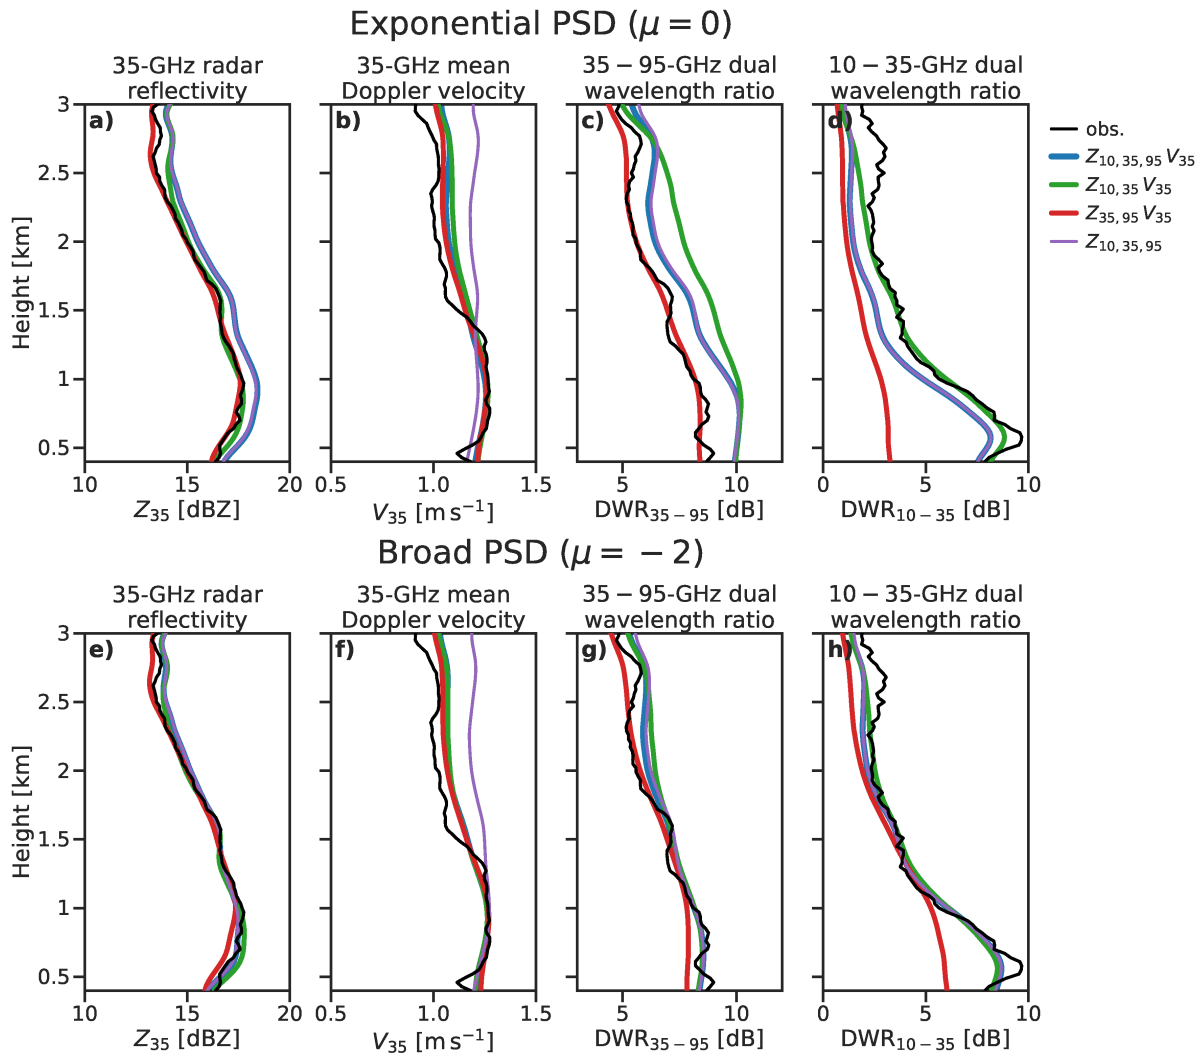 Exponential PSD (μ = 0)
35-GHz radar
reflectivity
35-GHz mean
Doppler velocity
35 − 95-GHz dual
wavelength ratio
10 − 35-GHz dual
wavelength ratio
a)
b)
c)
d)
3
2.5
2
1.5
1
0.5
Height [km]
10 15 20
0.5 1.0 1.5
5 10
0 5 10
Z₃₅ [dBZ]
V₃₅ [m s⁻¹]
DWR₃₅₋₉₅ [dB]
DWR₁₀₋₃₅ [dB]
obs.
Z₁₀,₃₅,₉₅V₃₅
Z₁₀,₃₅V₃₅
Z₃₅,₉₅V₃₅
Z₁₀,₃₅,₉₅
Broad PSD (μ = − 2)
35-GHz radar
reflectivity
35-GHz mean
Doppler velocity
35 − 95-GHz dual
wavelength ratio
10 − 35-GHz dual
wavelength ratio
e)
f)
g)
h)
3
2.5
2
1.5
1
0.5
Height [km]
10 15 20
0.5 1.0 1.5
5 10
0 5 10
Z₃₅ [dBZ]
V₃₅ [m s⁻¹]
DWR₃₅₋₉₅ [dB]
DWR₁₀₋₃₅ [dB]